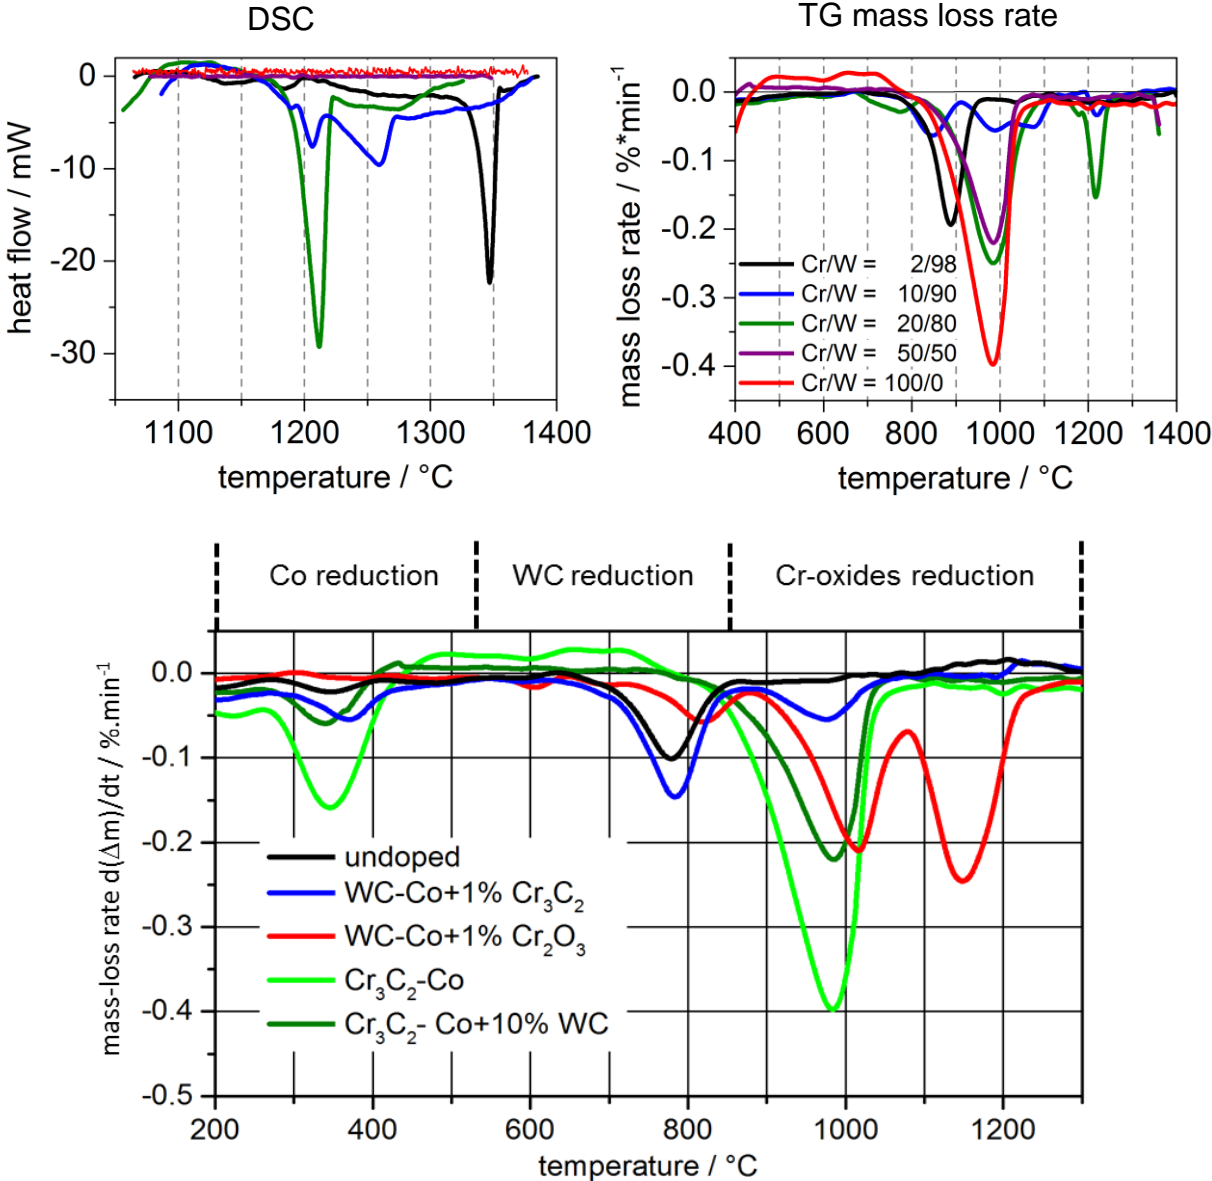 DSC
TG mass loss rate
0
-10
-20
-30
heat flow / mW
1100 1200 1300 1400
temperature / °C
0.0
-0.1
-0.2
-0.3
-0.4
mass loss rate / %*min⁻¹
Cr/W = 2/98
Cr/W = 10/90
Cr/W = 20/80
Cr/W = 50/50
Cr/W = 100/0
400 600 800 1000 1200 1400
temperature / °C
Co reduction
WC reduction
Cr-oxides reduction
0.0
-0.1
-0.2
-0.3
-0.4
-0.5
mass-loss rate d(Δm)/dt / %.min⁻¹
undoped
WC-Co+1% Cr₃C₂
WC-Co+1% Cr₂O₃
Cr₃C₂-Co
Cr₃C₂- Co+10% WC
200 400 600 800 1000 1200
temperature / °C